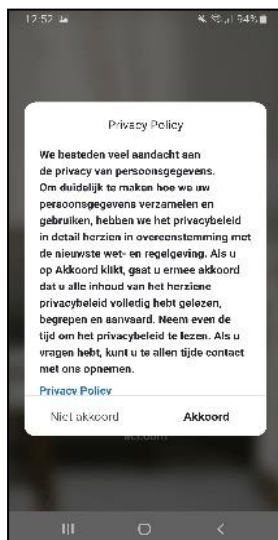 12:52
94%
Privacy Policy
We besteden veel aandacht aan
de privacy van persoonsgegevens.
Om duidelijk te maken hoe we uw
persoonsgegevens verzamelen en
gebruiken, hebben we het privacybeleid
in detail herzien in overeenstemming met
de nieuwste wet- en regelgeving. Als u
op Akkoord klikt, gaat u ermee akkoord
dat u alle inhoud van het herziene
privacybeleid volledig hebt gelezen,
begrepen en aanvaard. Neem even de
tijd om het privacybeleid te lezen. Als u
vragen hebt, kunt u te allen tijde contact
met ons opnemen.
Privacy Policy
Niet akkoord Akkoord
account